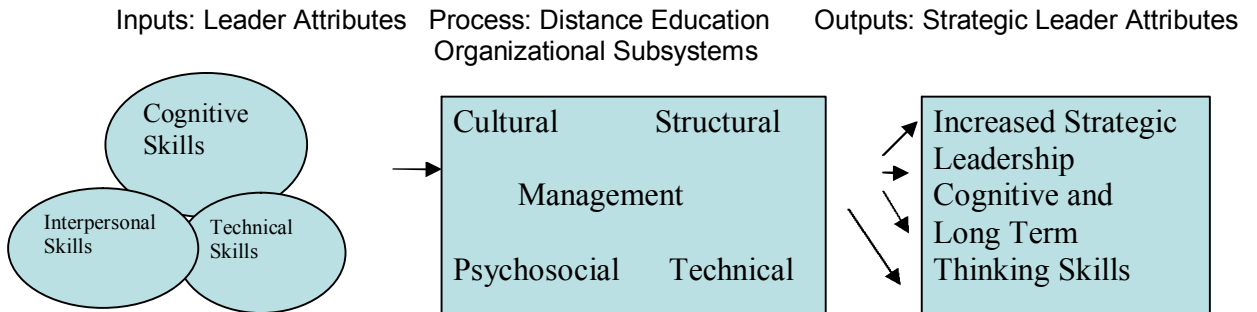 Inputs: Leader Attributes
Process: Distance Education
Organizational Subsystems
Outputs: Strategic Leader Attributes
Cognitive
Skills
Interpersonal
Skills
Technical
Skills
Cultural Structural
Management
Psychosocial Technical
Increased Strategic
Leadership
Cognitive and
Long Term
Thinking Skills